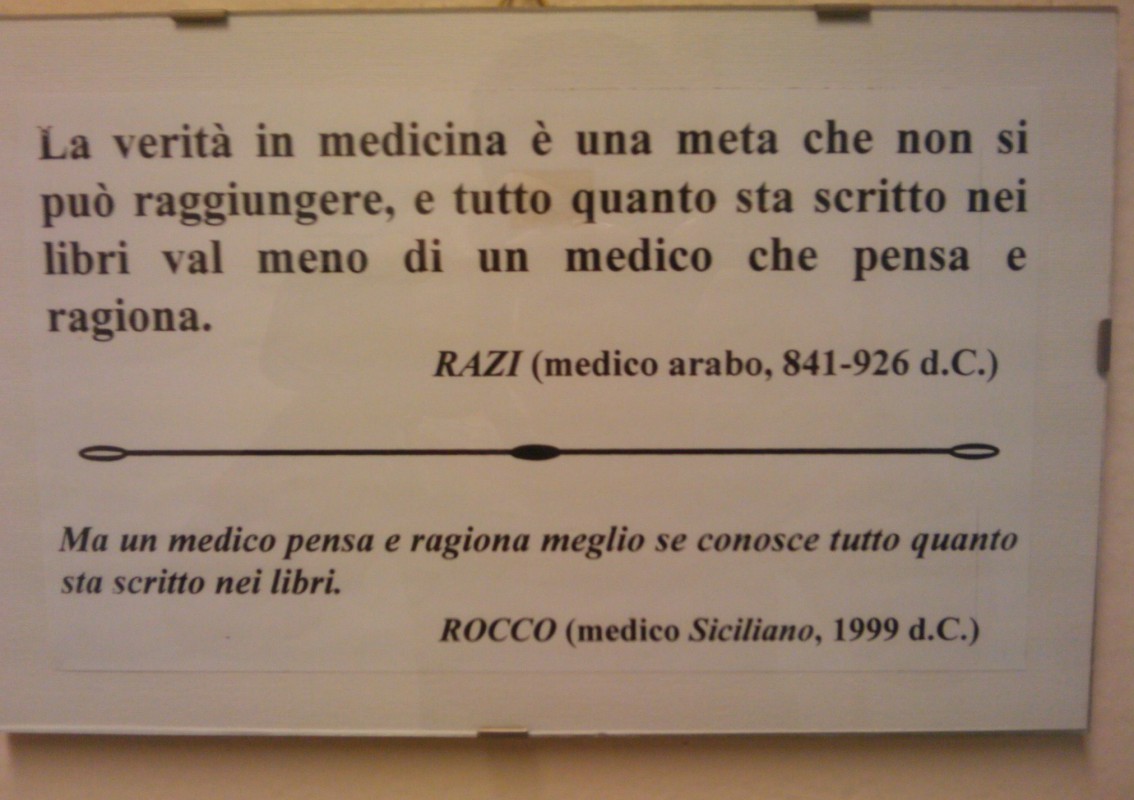 La verità in medicina è una meta che non si
può raggiungere, e tutto quanto sta scritto nei
libri val meno di un medico che pensa e
ragiona.
RAZI (medico arabo, 841-926 d.C.)
Ma un medico pensa e ragiona meglio se conosce tutto quanto
sta scritto nei libri.
ROCCO (medico Siciliano, 1999 d.C.)